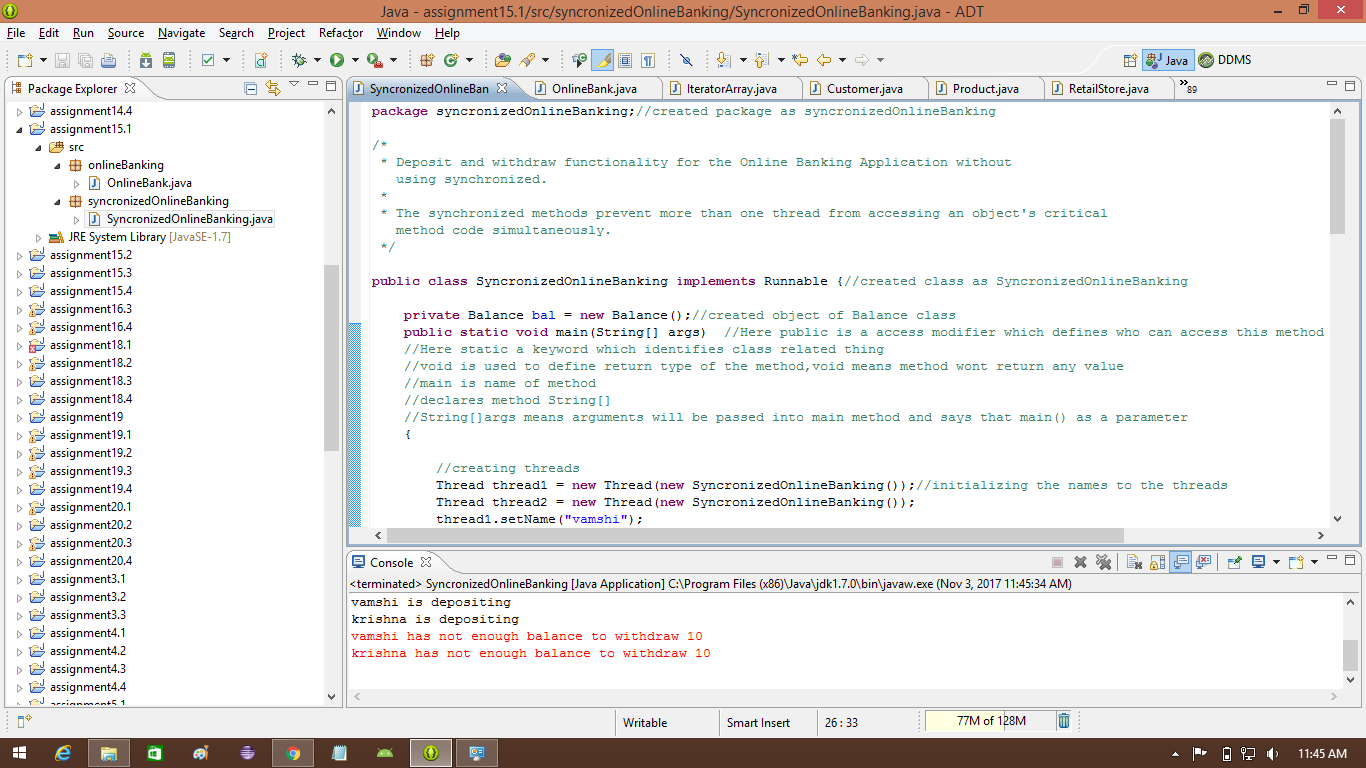 Java - assignment15.1/src/syncronizedOnlineBanking/SyncronizedOnlineBanking.java - ADT
File Edit Run Source Navigate Search Project Refactor Window Help
Java DDMS
Package Explorer
assignment14.4
assignment15.1
src
onlineBanking
OnlineBank.java
syncronizedOnlineBanking
SyncronizedOnlineBanking.java
JRE System Library [JavaSE-1.7]
assignment15.2
assignment15.3
assignment15.4
assignment16.3
assignment16.4
assignment18.1
assignment18.2
assignment18.3
assignment18.4
assignment19
assignment19.1
assignment19.2
assignment19.3
assignment19.4
assignment20.1
assignment20.2
assignment20.3
assignment20.4
assignment3.1
assignment3.2
assignment3.3
assignment4.1
assignment4.2
assignment4.3
assignment4.4
assignment5.1
SyncronizedOnlineBan OnlineBank.java IteratorArray.java Customer.java Product.java RetailStore.java »89
package syncronizedOnlineBanking;//created package as syncronizedOnlineBanking
/*
* Deposit and withdraw functionality for the Online Banking Application without
using synchronized.
*
* The synchronized methods prevent more than one thread from accessing an object's critical
method code simultaneously.
*/
public class SyncronizedOnlineBanking implements Runnable {//created class as SyncronizedOnlineBanking
private Balance bal = new Balance();//created object of Balance class
public static void main(String[] args) //Here public is a access modifier which defines who can access this method
//Here static a keyword which identifies class related thing
//void is used to define return type of the method,void means method wont return any value
//main is name of method
//declares method String[]
//String[]args means arguments will be passed into main method and says that main() as a parameter
{
//creating threads
Thread thread1 = new Thread(new SyncronizedOnlineBanking());//initializing the names to the threads
Thread thread2 = new Thread(new SyncronizedOnlineBanking());
thread1.setName("vamshi");
Console
<terminated> SyncronizedOnlineBanking [Java Application] C:\Program Files (x86)\Java\jdk1.7.0\bin\javaw.exe (Nov 3, 2017 11:45:34 AM)
vamshi is depositing
krishna is depositing
vamshi has not enough balance to withdraw 10
krishna has not enough balance to withdraw 10
Writable Smart Insert 26 : 33 77M of 128M
11:45 AM